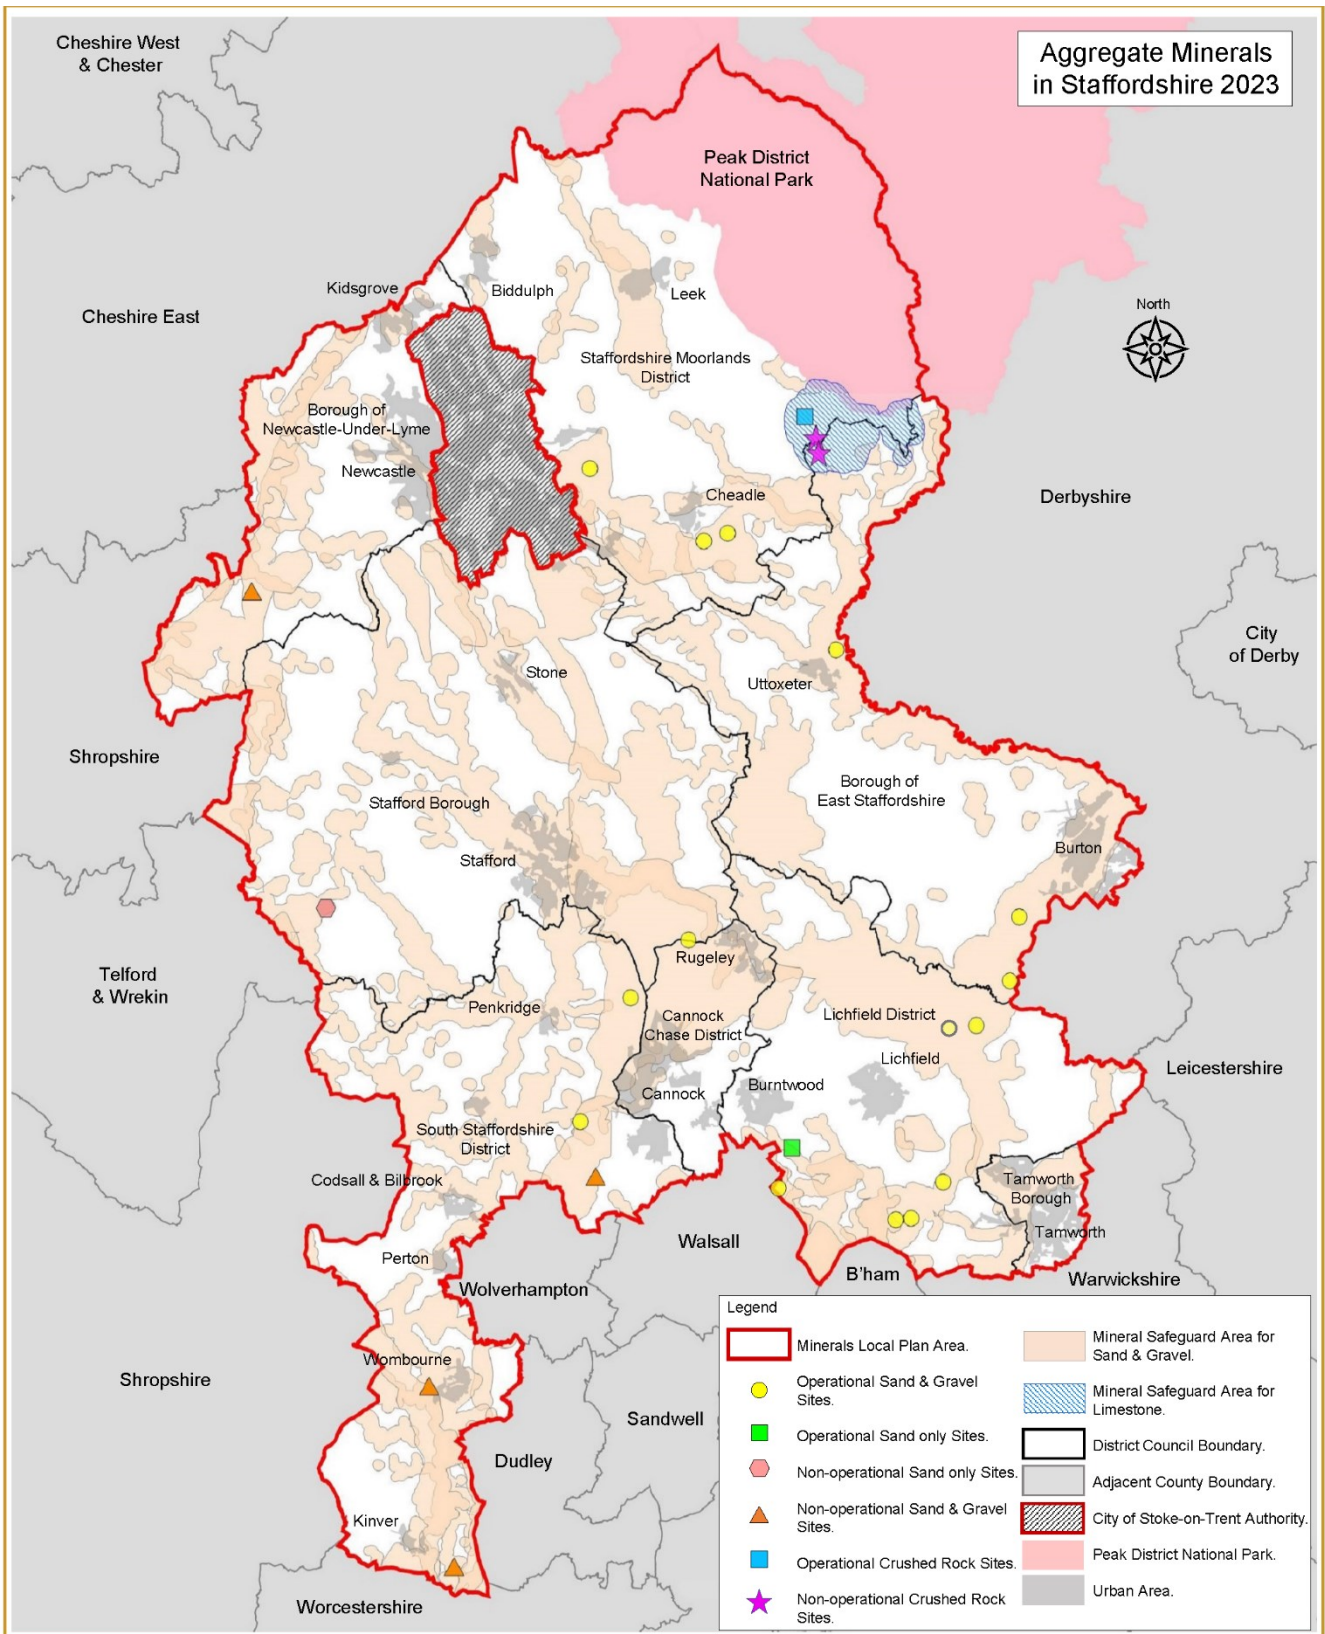 Aggregate Minerals
in Staffordshire 2023
Cheshire West
& Chester
Peak District
National Park
Kidsgrove
Biddulph
Leek
North
Cheshire East
Staffordshire Moorlands
District
Borough of
Newcastle-Under-Lyme
Newcastle
Cheadle
Derbyshire
City
of Derby
Stone
Uttoxeter
Shropshire
Borough of
East Staffordshire
Stafford Borough
Burton
Stafford
Rugeley
Telford
& Wrekin
Penkridge
Cannock
Chase District
Lichfield District
Lichfield
Leicestershire
Burntwood
Cannock
South Staffordshire
District
Codsall & Bilbrook
Tamworth
Borough
Tamworth
Walsall
Perton
B'ham
Warwickshire
Wolverhampton
Wombourne
Shropshire
Sandwell
Dudley
Kinver
Worcestershire
Legend
Minerals Local Plan Area.
Operational Sand & Gravel
Sites.
Operational Sand only Sites.
Non-operational Sand only Sites.
Non-operational Sand & Gravel
Sites.
Operational Crushed Rock Sites.
Non-operational Crushed Rock
Sites.
Mineral Safeguard Area for
Sand & Gravel.
Mineral Safeguard Area for
Limestone.
District Council Boundary.
Adjacent County Boundary.
City of Stoke-on-Trent Authority.
Peak District National Park.
Urban Area.